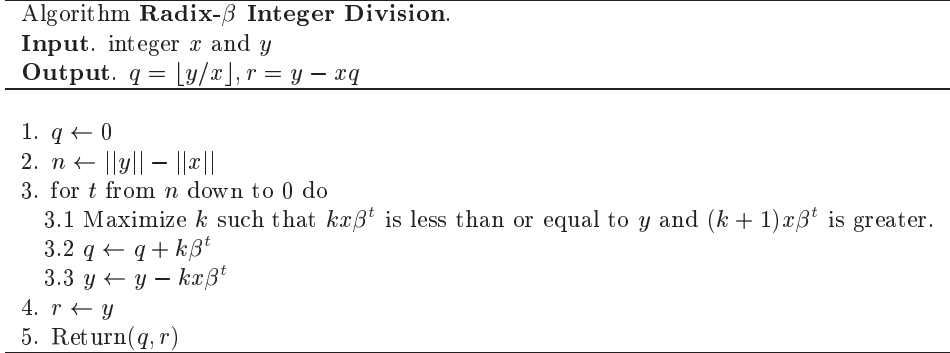 Algorithm Radix-β Integer Division.
Input. integer x and y
Output. q = ⌊y/x⌋, r = y − xq
1. q ← 0
2. n ← ||y|| − ||x||
3. for t from n down to 0 do
3.1 Maximize k such that kxβ^t is less than or equal to y and (k + 1)xβ^t is greater.
3.2 q ← q + kβ^t
3.3 y ← y − kxβ^t
4. r ← y
5. Return(q, r)